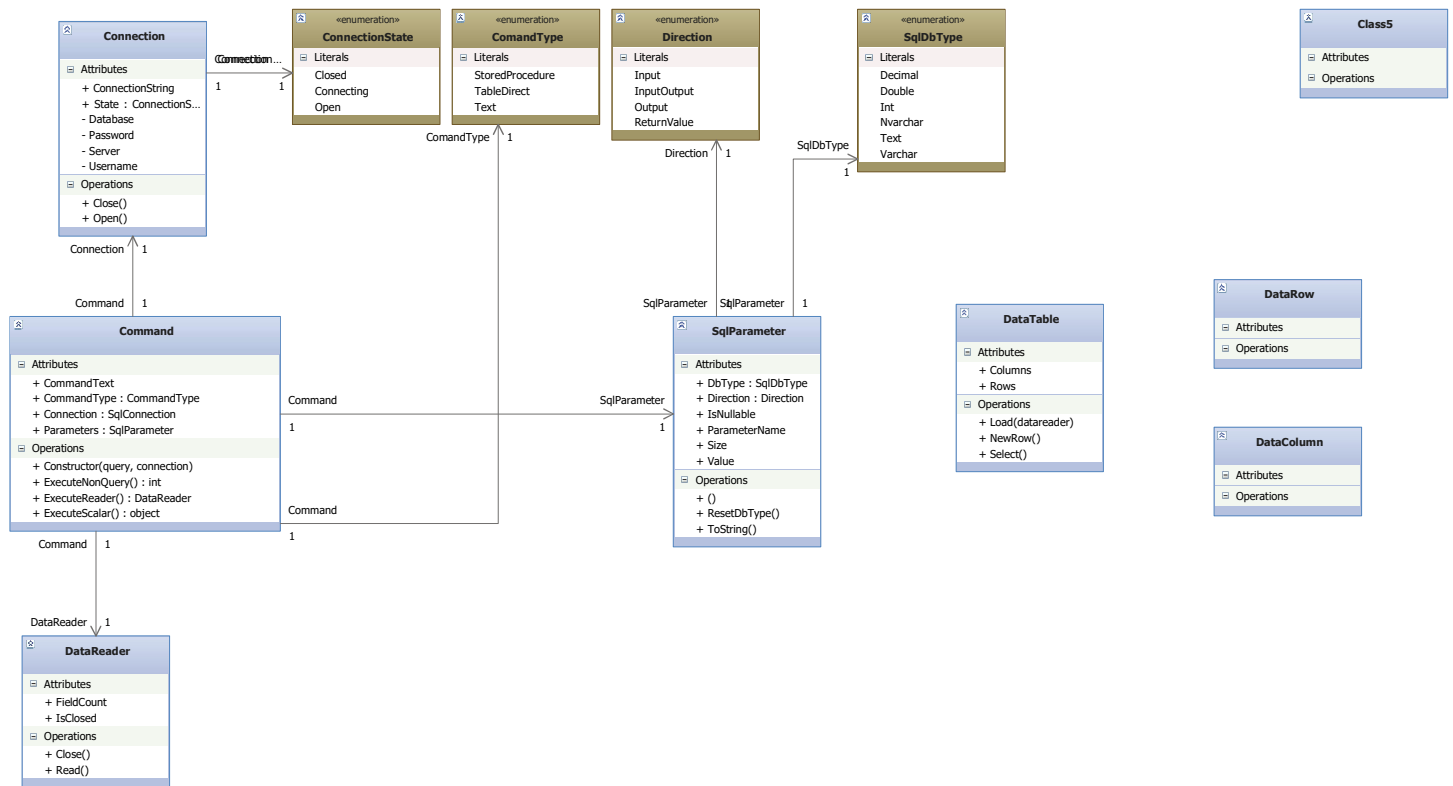 Connection
Attributes
+ ConnectionString
+ State : ConnectionS...
- Database
- Password
- Server
- Username
Operations
+ Close()
+ Open()
Connection...
1
1
«enumeration»
ConnectionState
Literals
Closed
Connecting
Open
«enumeration»
ComandType
Literals
StoredProcedure
TableDirect
Text
«enumeration»
Direction
Literals
Input
InputOutput
Output
ReturnValue
«enumeration»
SqlDbType
Literals
Decimal
Double
Int
Nvarchar
Text
Varchar
Class5
Attributes
Operations
ComandType 1
Direction 1
SqlDbType
1
Connection 1
Command 1
SqlParameter 1
SqlParameter 1
Command
Attributes
+ CommandText
+ CommandType : CommandType
+ Connection : SqlConnection
+ Parameters : SqlParameter
Operations
+ Constructor(query, connection)
+ ExecuteNonQuery() : int
+ ExecuteReader() : DataReader
+ ExecuteScalar() : object
Command
1
SqlParameter
1
Command
1
SqlParameter
Attributes
+ DbType : SqlDbType
+ Direction : Direction
+ IsNullable
+ ParameterName
+ Size
+ Value
Operations
+ ()
+ ResetDbType()
+ ToString()
DataTable
Attributes
+ Columns
+ Rows
Operations
+ Load(datareader)
+ NewRow()
+ Select()
DataRow
Attributes
Operations
DataColumn
Attributes
Operations
Command 1
DataReader 1
DataReader
Attributes
+ FieldCount
+ IsClosed
Operations
+ Close()
+ Read()